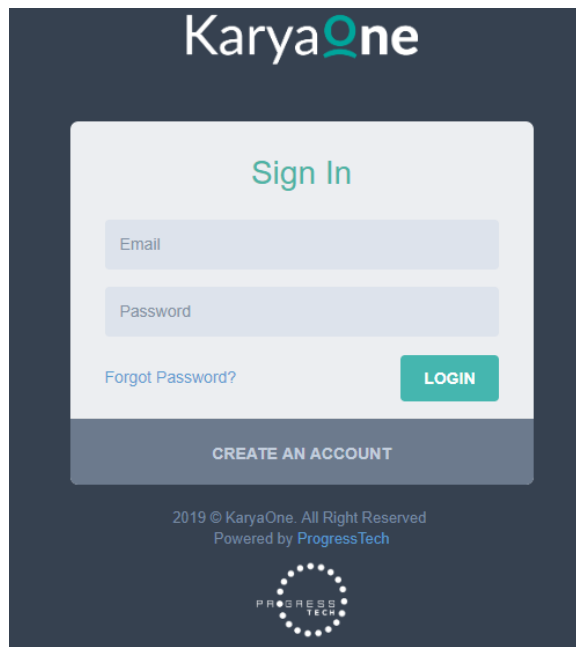 KaryaOne
Sign In
Email
Password
Forgot Password?
LOGIN
CREATE AN ACCOUNT
2019 © KaryaOne. All Right Reserved
Powered by ProgressTech
PROGRESS
TECH